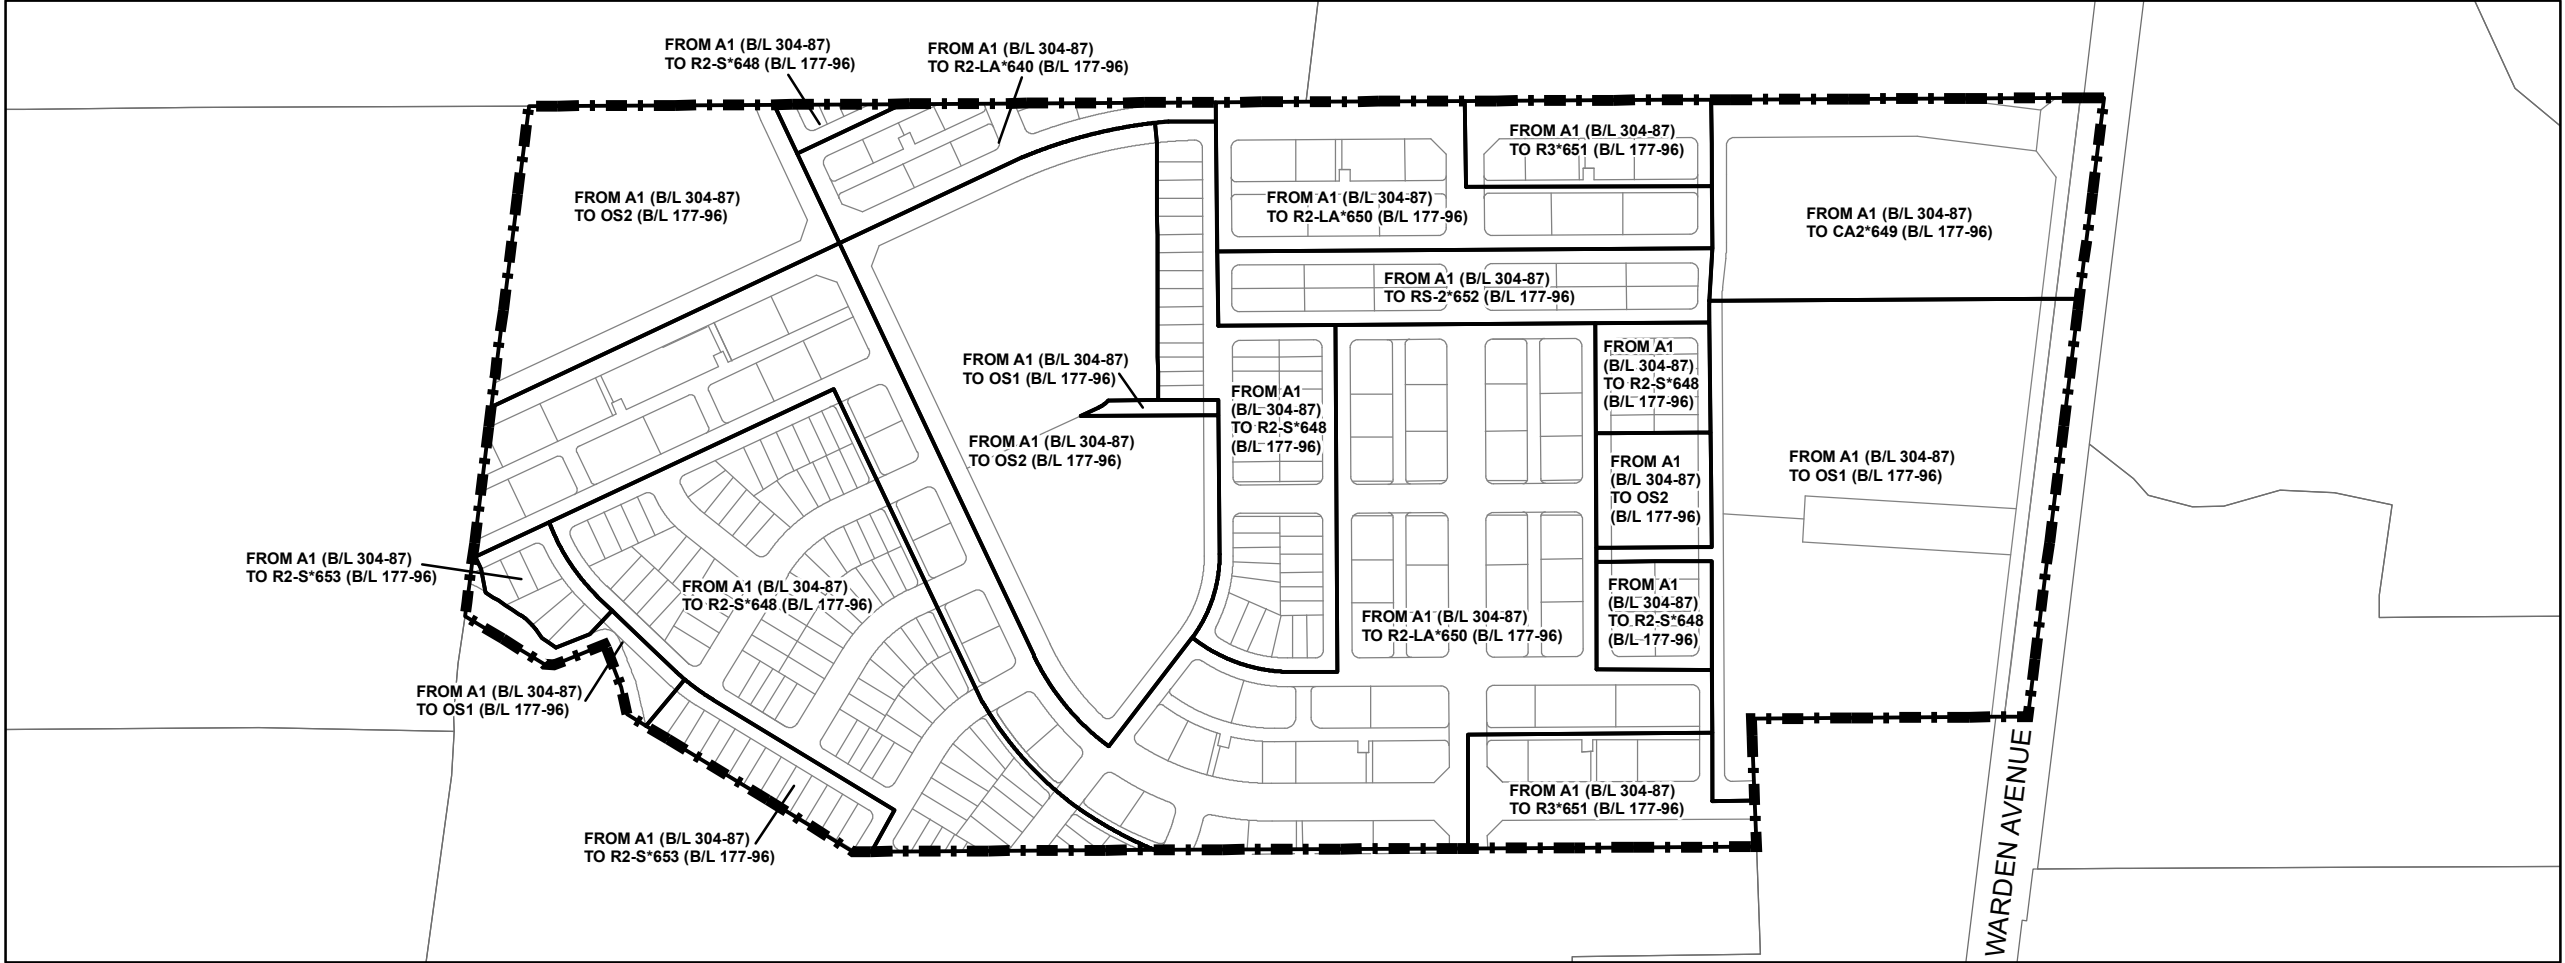 FROM A1 (B/L 304-87)
TO R2-S*648 (B/L 177-96)
FROM A1 (B/L 304-87)
TO R2-LA*640 (B/L 177-96)
FROM A1 (B/L 304-87)
TO R3*651 (B/L 177-96)
FROM A1 (B/L 304-87)
TO OS2 (B/L 177-96)
FROM A1 (B/L 304-87)
TO R2-LA*650 (B/L 177-96)
FROM A1 (B/L 304-87)
TO CA2*649 (B/L 177-96)
FROM A1 (B/L 304-87)
TO RS-2*652 (B/L 177-96)
FROM A1 (B/L 304-87)
TO OS1 (B/L 177-96)
FROM A1
(B/L 304-87)
TO R2-S*648
(B/L 177-96)
FROM A1
(B/L 304-87)
TO R2-S*648
(B/L 177-96)
FROM A1 (B/L 304-87)
TO OS2 (B/L 177-96)
FROM A1
(B/L 304-87)
TO OS2
(B/L 177-96)
FROM A1 (B/L 304-87)
TO OS1 (B/L 177-96)
FROM A1 (B/L 304-87)
TO R2-S*653 (B/L 177-96)
FROM A1 (B/L 304-87)
TO R2-S*648 (B/L 177-96)
FROM A1 (B/L 304-87)
TO R2-LA*650 (B/L 177-96)
FROM A1
(B/L 304-87)
TO R2-S*648
(B/L 177-96)
FROM A1 (B/L 304-87)
TO OS1 (B/L 177-96)
FROM A1 (B/L 304-87)
TO R3*651 (B/L 177-96)
FROM A1 (B/L 304-87)
TO R2-S*653 (B/L 177-96)
WARDEN AVENUE